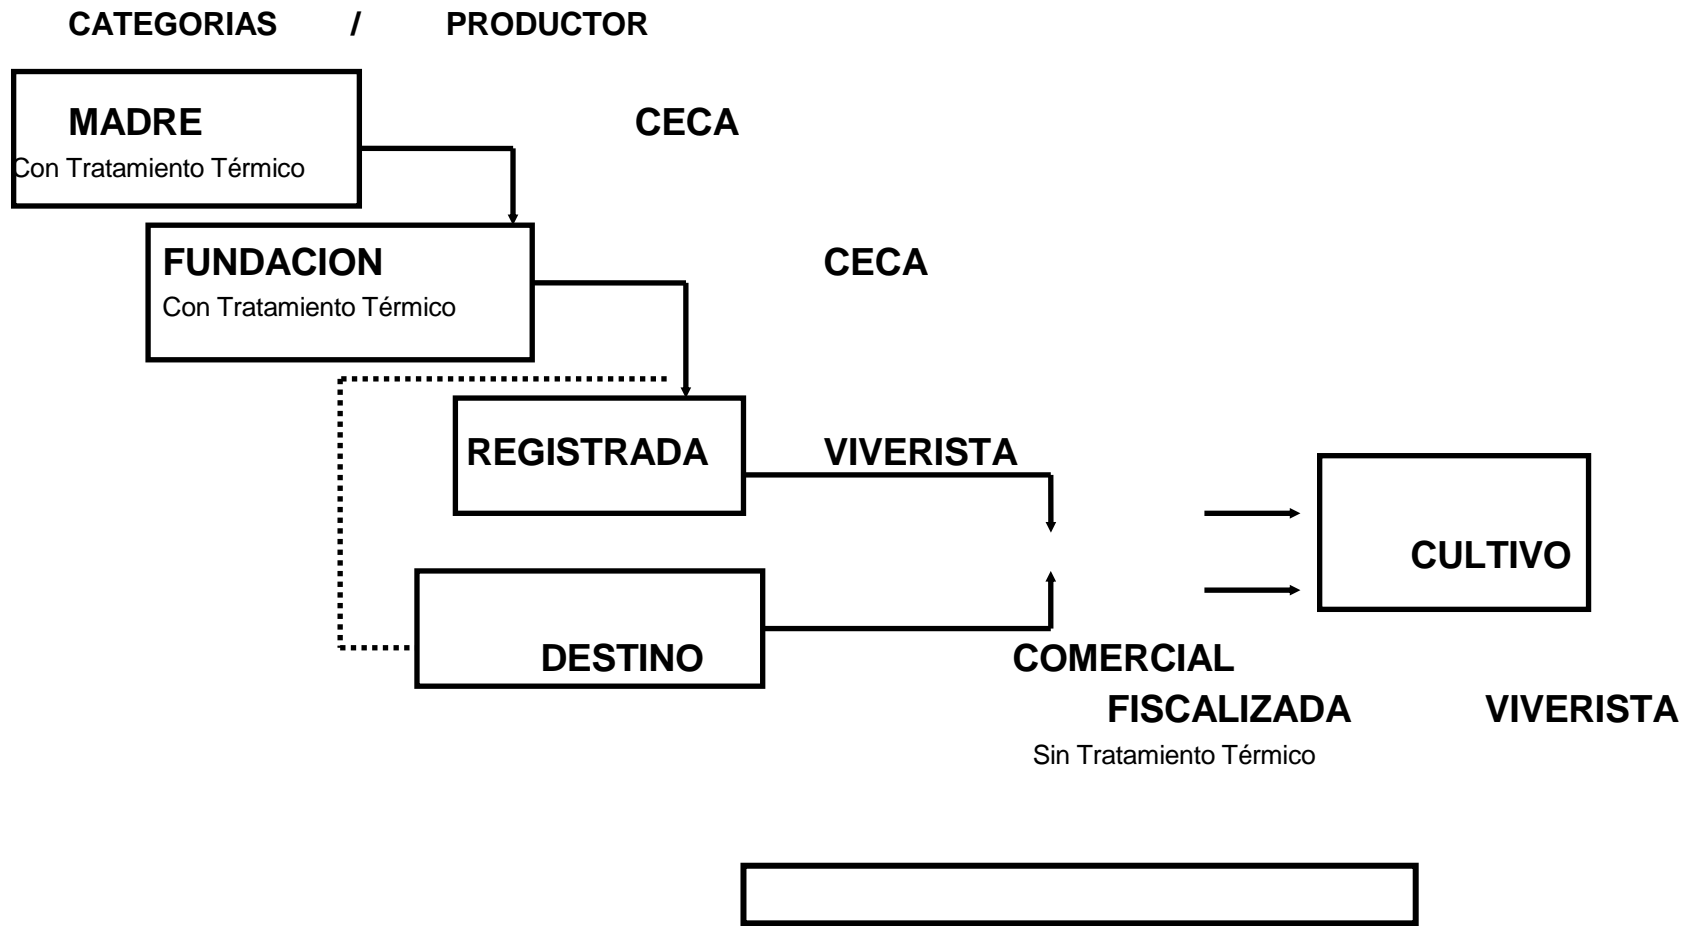 CATEGORIAS / PRODUCTOR
MADRE CECA
Con Tratamiento Térmico
FUNDACION CECA
Con Tratamiento Térmico
REGISTRADA VIVERISTA
CULTIVO
DESTINO COMERCIAL
FISCALIZADA VIVERISTA
Sin Tratamiento Térmico